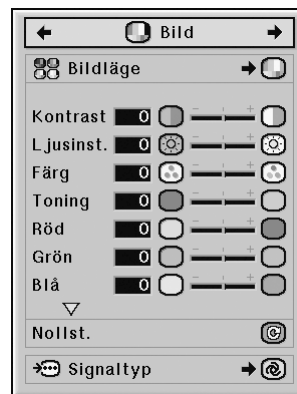 Bild
Bildläge
Kontrast 0
Ljusinst. 0
Färg 0
Toning 0
Röd 0
Grön 0
Blå 0
Nollst.
Signaltyp